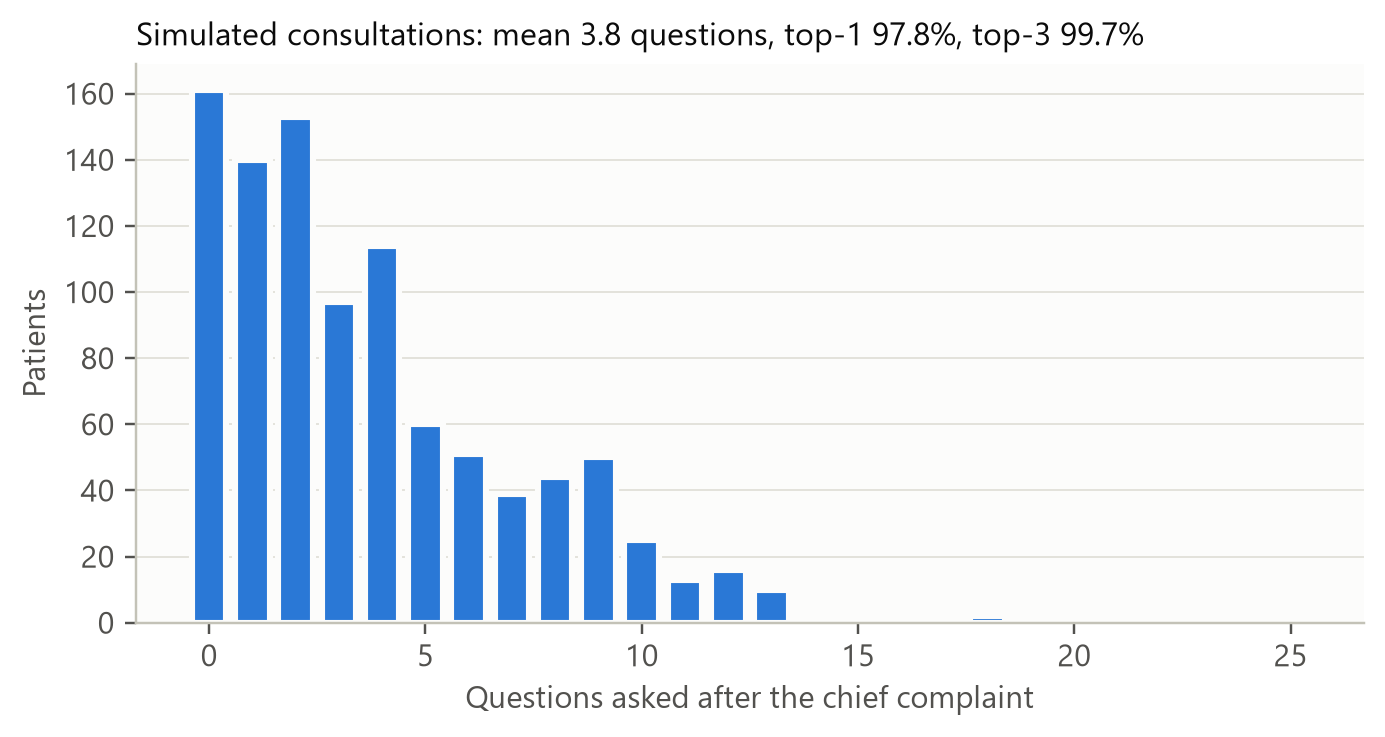 Simulated consultations: mean 3.8 questions, top-1 97.8%, top-3 99.7%
160
140
120
100
80
60
40
20
0
Patients
0 5 10 15 20 25
Questions asked after the chief complaint